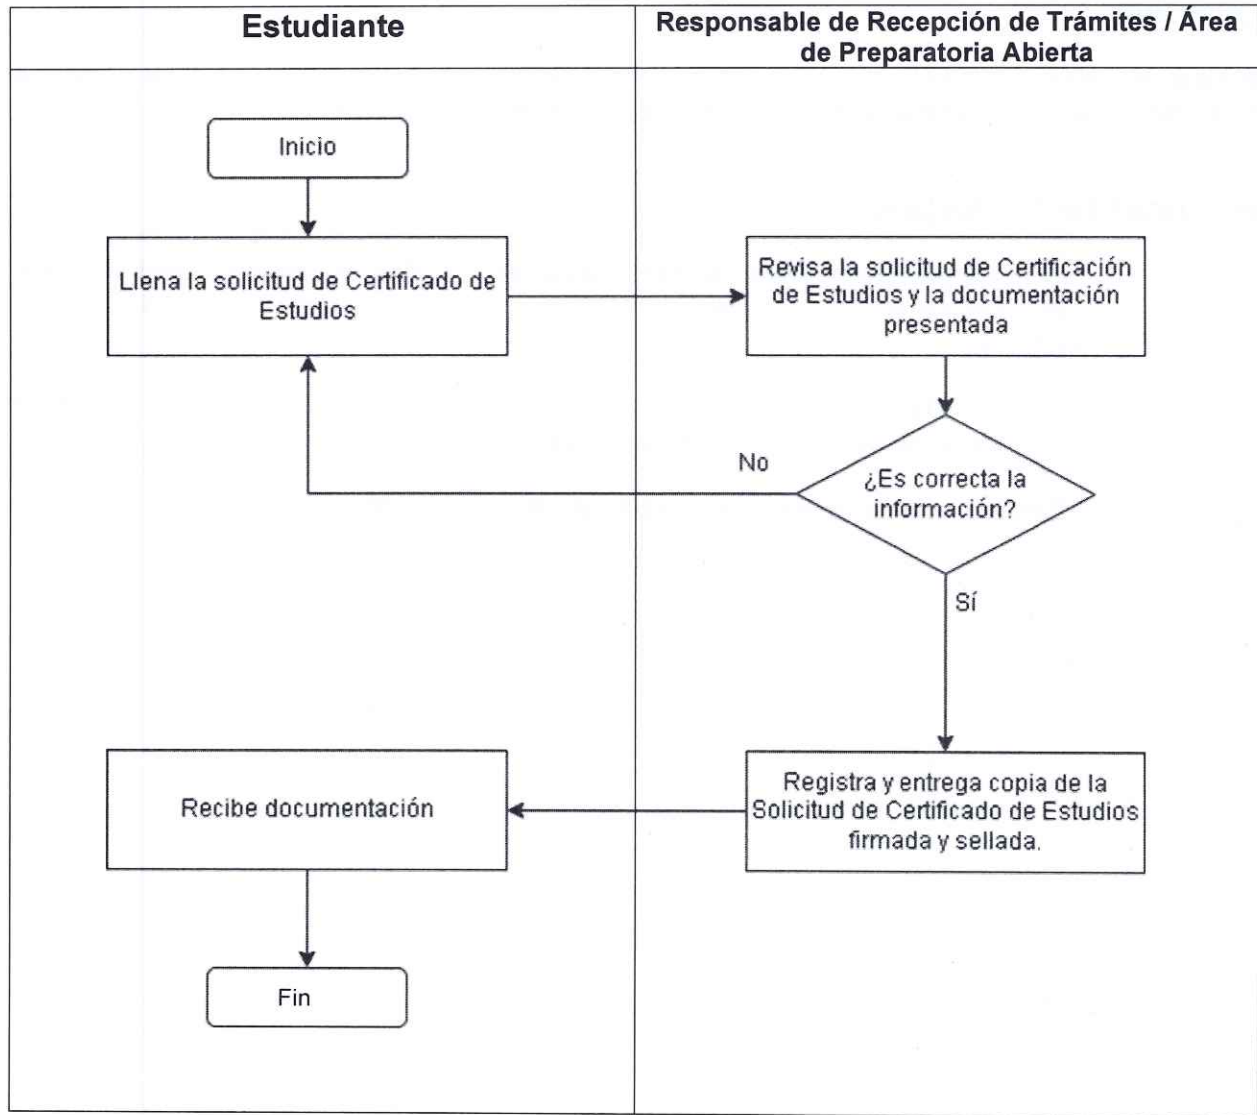 Estudiante
Responsable de Recepción de Trámites / Área
de Preparatoria Abierta
Inicio
Llena la solicitud de Certificado de
Estudios
Revisa la solicitud de Certificación
de Estudios y la documentación
presentada
No
¿Es correcta la
información?
Sí
Recibe documentación
Registra y entrega copia de la
Solicitud de Certificado de Estudios
firmada y sellada.
Fin